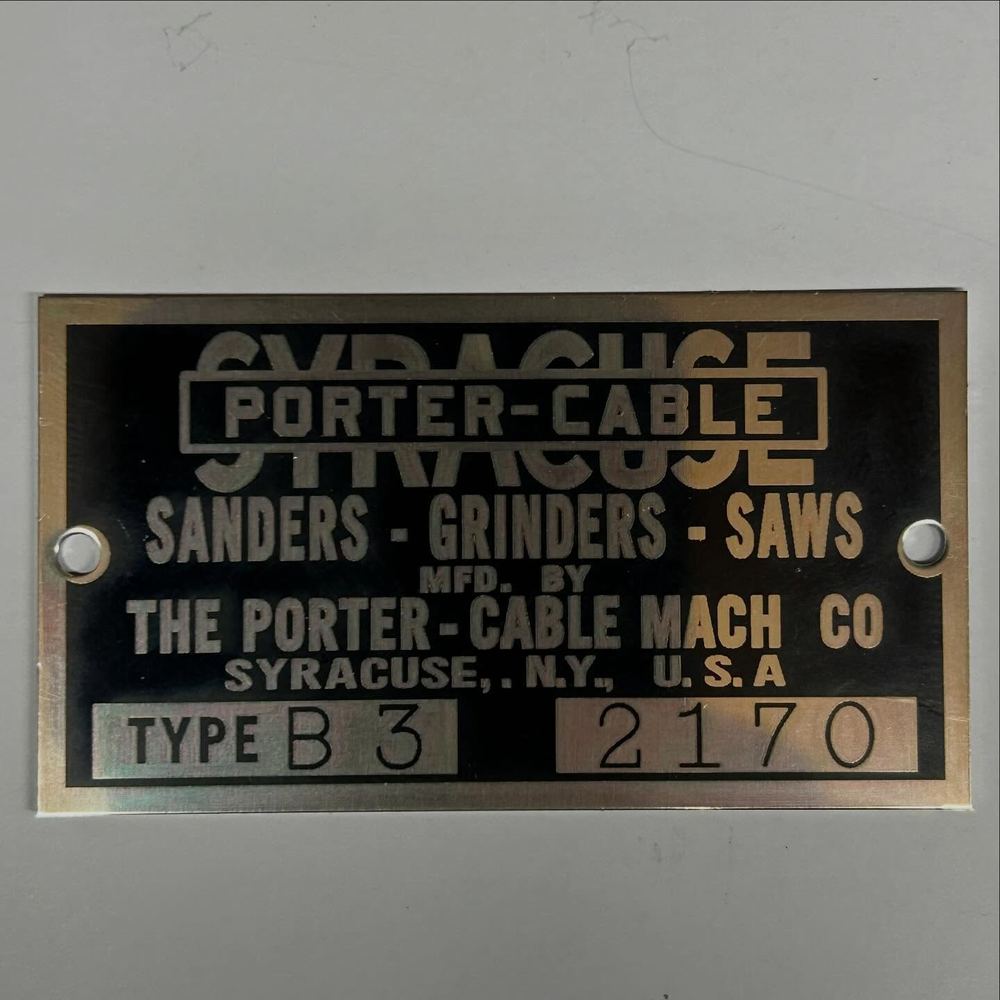 SYRACUSE
PORTER-CABLE
SANDERS - GRINDERS - SAWS
MFD. BY
THE PORTER-CABLE MACH CO
SYRACUSE,. N.Y., U.S.A
TYPE B 3 2170